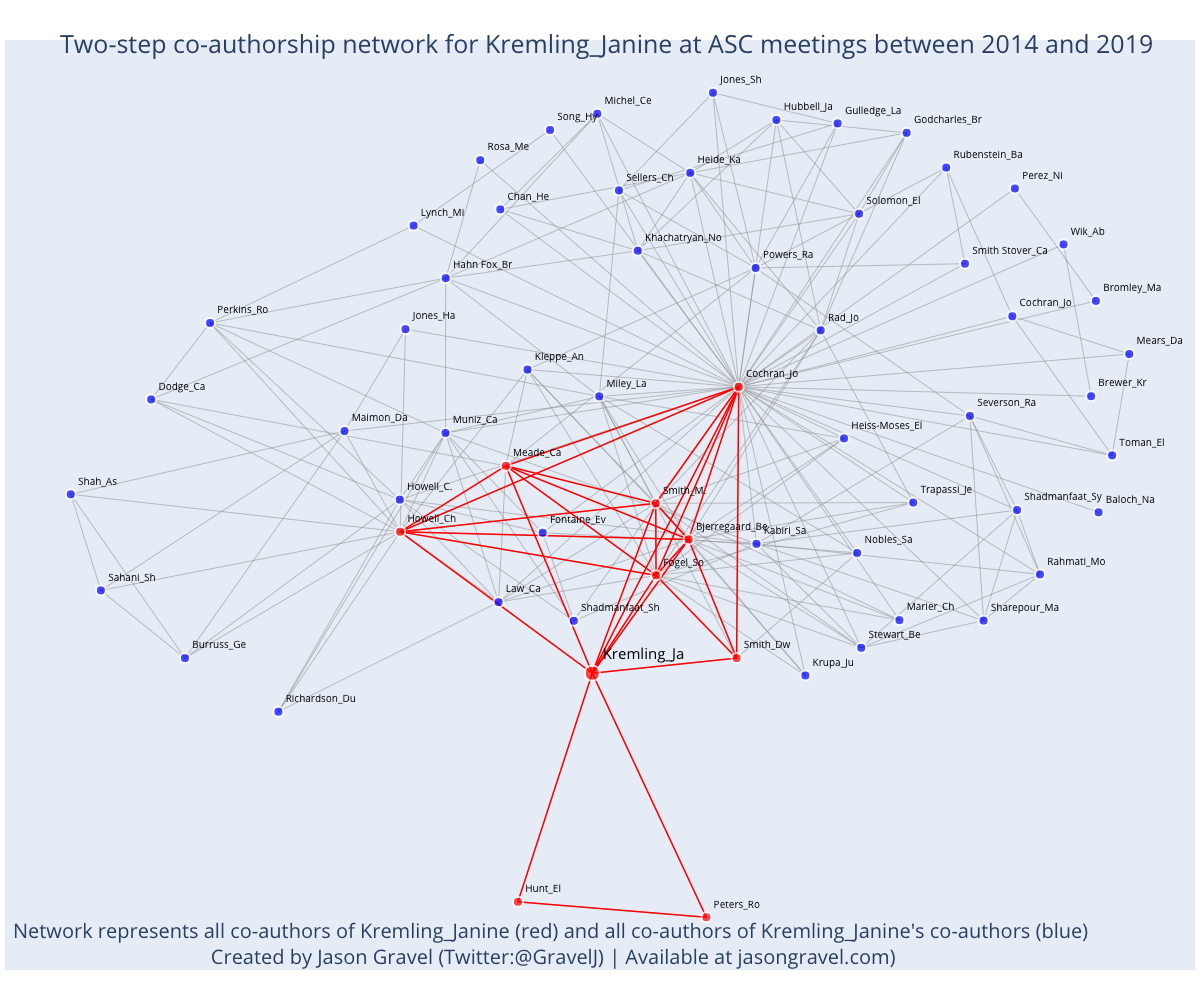 Two-step co-authorship network for Kremling_Janine at ASC meetings between 2014 and 2019
Jones_Sh
Michel_Ce
Song_Hy
Hubbell_Ja
Gulledge_La
Godcharles_Br
Rosa_Me
Heide_Ka
Rubenstein_Ba
Sellers_Ch
Perez_Ni
Chan_He
Solomon_El
Lynch_Mi
Khachatryan_No
Wik_Ab
Hahn Fox_Br
Powers_Ra
Smith Stover_Ca
Bromley_Ma
Perkins_Ro
Jones_Ha
Rad_Jo
Cochran_Jo
Mears_Da
Kleppe_An
Cochran_Jo
Dodge_Ca
Miley_La
Brewer_Kr
Maimon_Da
Muniz_Ca
Severson_Ra
Heiss-Moses_El
Toman_El
Meade_Ca
Shah_As
Howell_C.
Smith_M.
Trapassi_Je
Shadmanfaat_Sy
Baloch_Na
Howell_Ch
Fontaine_Ev
Bjerregaard_Be
Kabiri_Sa
Nobles_Sa
Fogel_So
Rahmati_Mo
Sahani_Sh
Law_Ca
Shadmanfaat_Sh
Marier_Ch
Sharepour_Ma
Burruss_Ge
Kremling_Ja
Smith_Dw
Stewart_Be
Krupa_Ju
Richardson_Du
Hunt_El
Peters_Ro
Network represents all co-authors of Kremling_Janine (red) and all co-authors of Kremling_Janine's co-authors (blue)
Created by Jason Gravel (Twitter:@GravelJ) | Available at jasongravel.com)